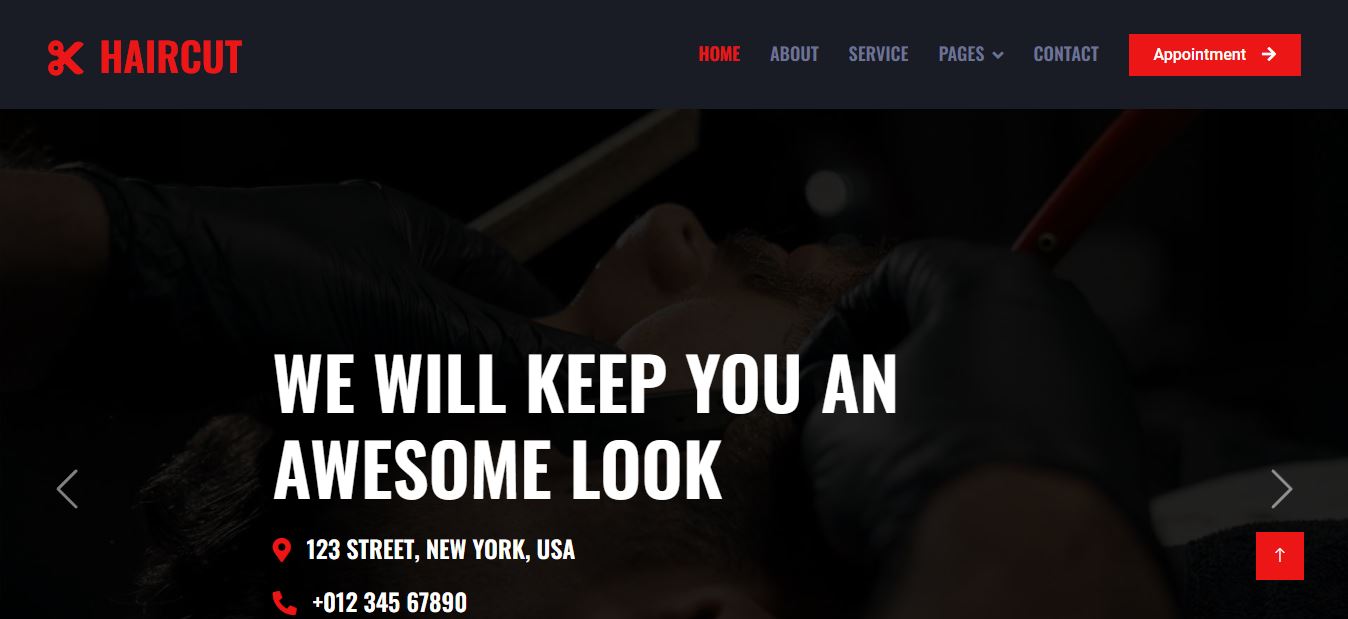 HAIRCUT
HOME ABOUT SERVICE PAGES CONTACT Appointment
WE WILL KEEP YOU AN
AWESOME LOOK
123 STREET, NEW YORK, USA
+012 345 67890